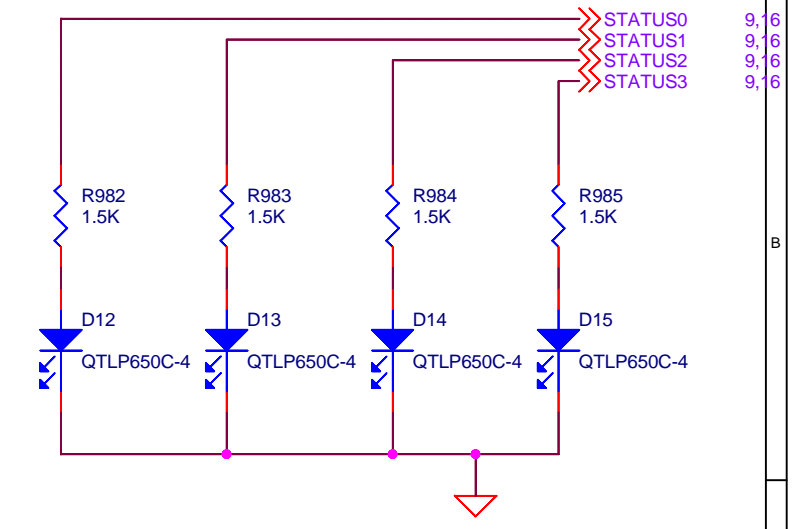 STATUS0 9,16
STATUS1 9,16
STATUS2 9,16
STATUS3 9,16
R982 R983 R984 R985
1.5K 1.5K 1.5K 1.5K
B
D12 D13 D14 D15
QTLP650C-4 QTLP650C-4 QTLP650C-4 QTLP650C-4